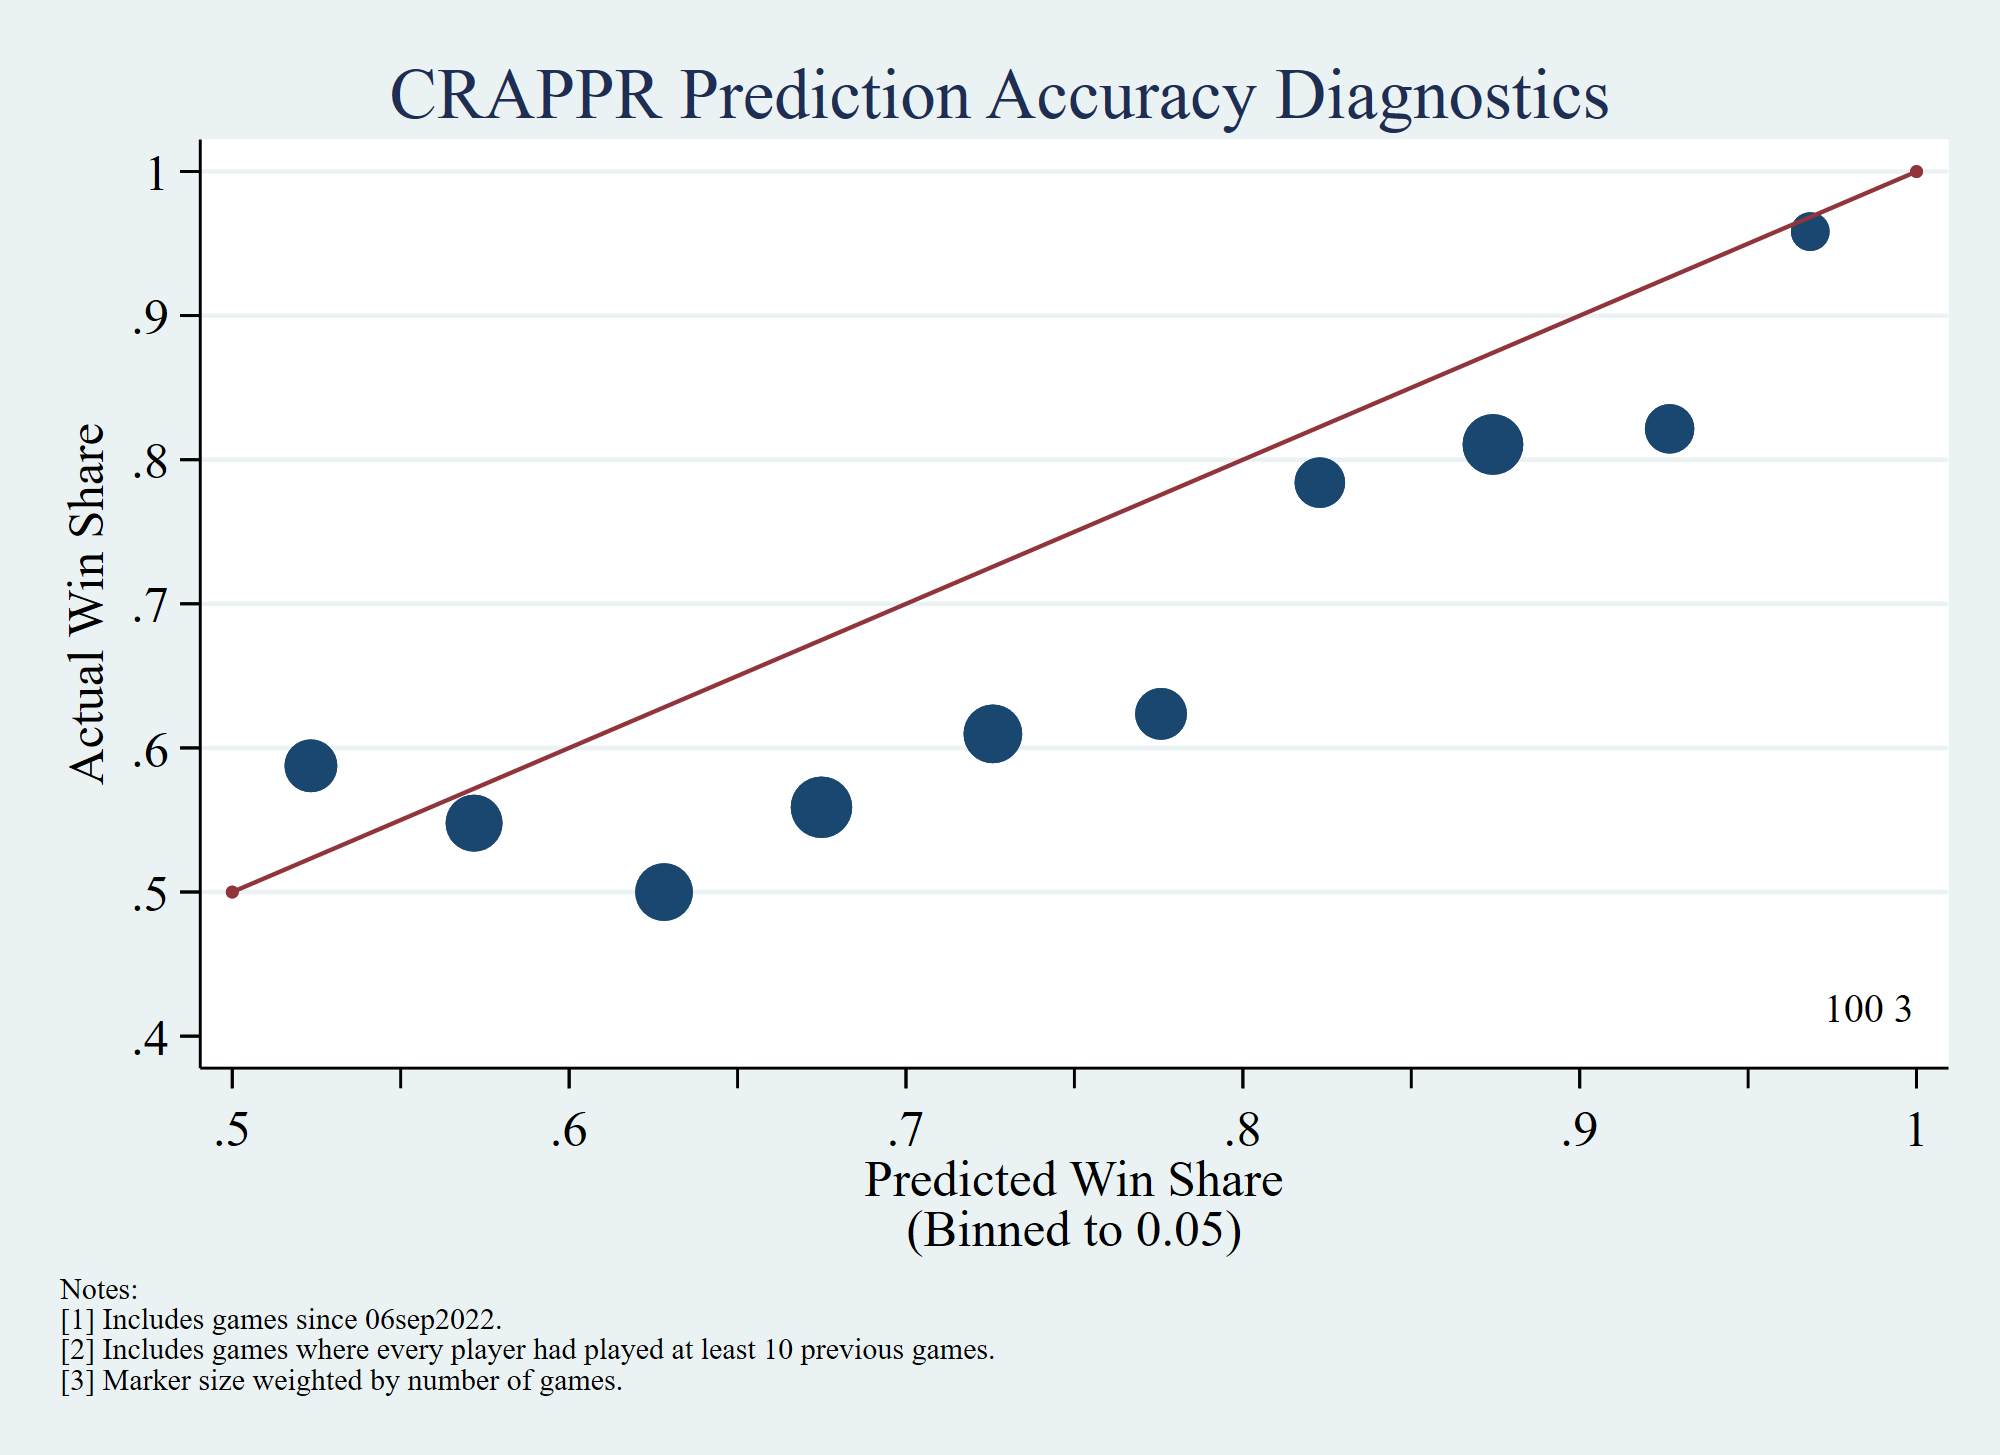 CRAPPR Prediction Accuracy Diagnostics
1
.9
.8
.7
.6
.5
.4
Actual Win Share
100 3
.5 .6 .7 .8 .9 1
Predicted Win Share
(Binned to 0.05)
Notes:
[1] Includes games since 06sep2022.
[2] Includes games where every player had played at least 10 previous games.
[3] Marker size weighted by number of games.